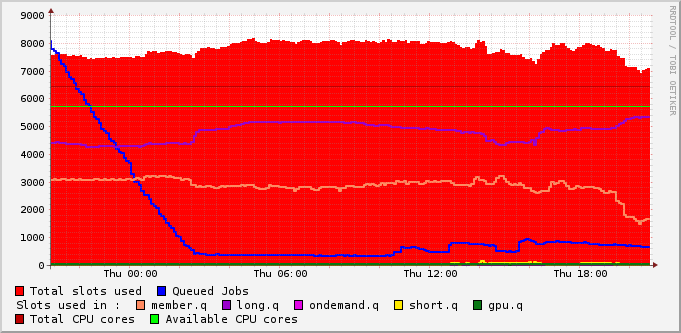 9000
8000
7000
6000
5000
4000
3000
2000
1000
0
Thu 00:00 Thu 06:00 Thu 12:00 Thu 18:00
Total slots used Queued Jobs
Slots used in : member.q long.q ondemand.q short.q gpu.q
Total CPU cores Available CPU cores
RRDTOOL / TOBI OETIKER